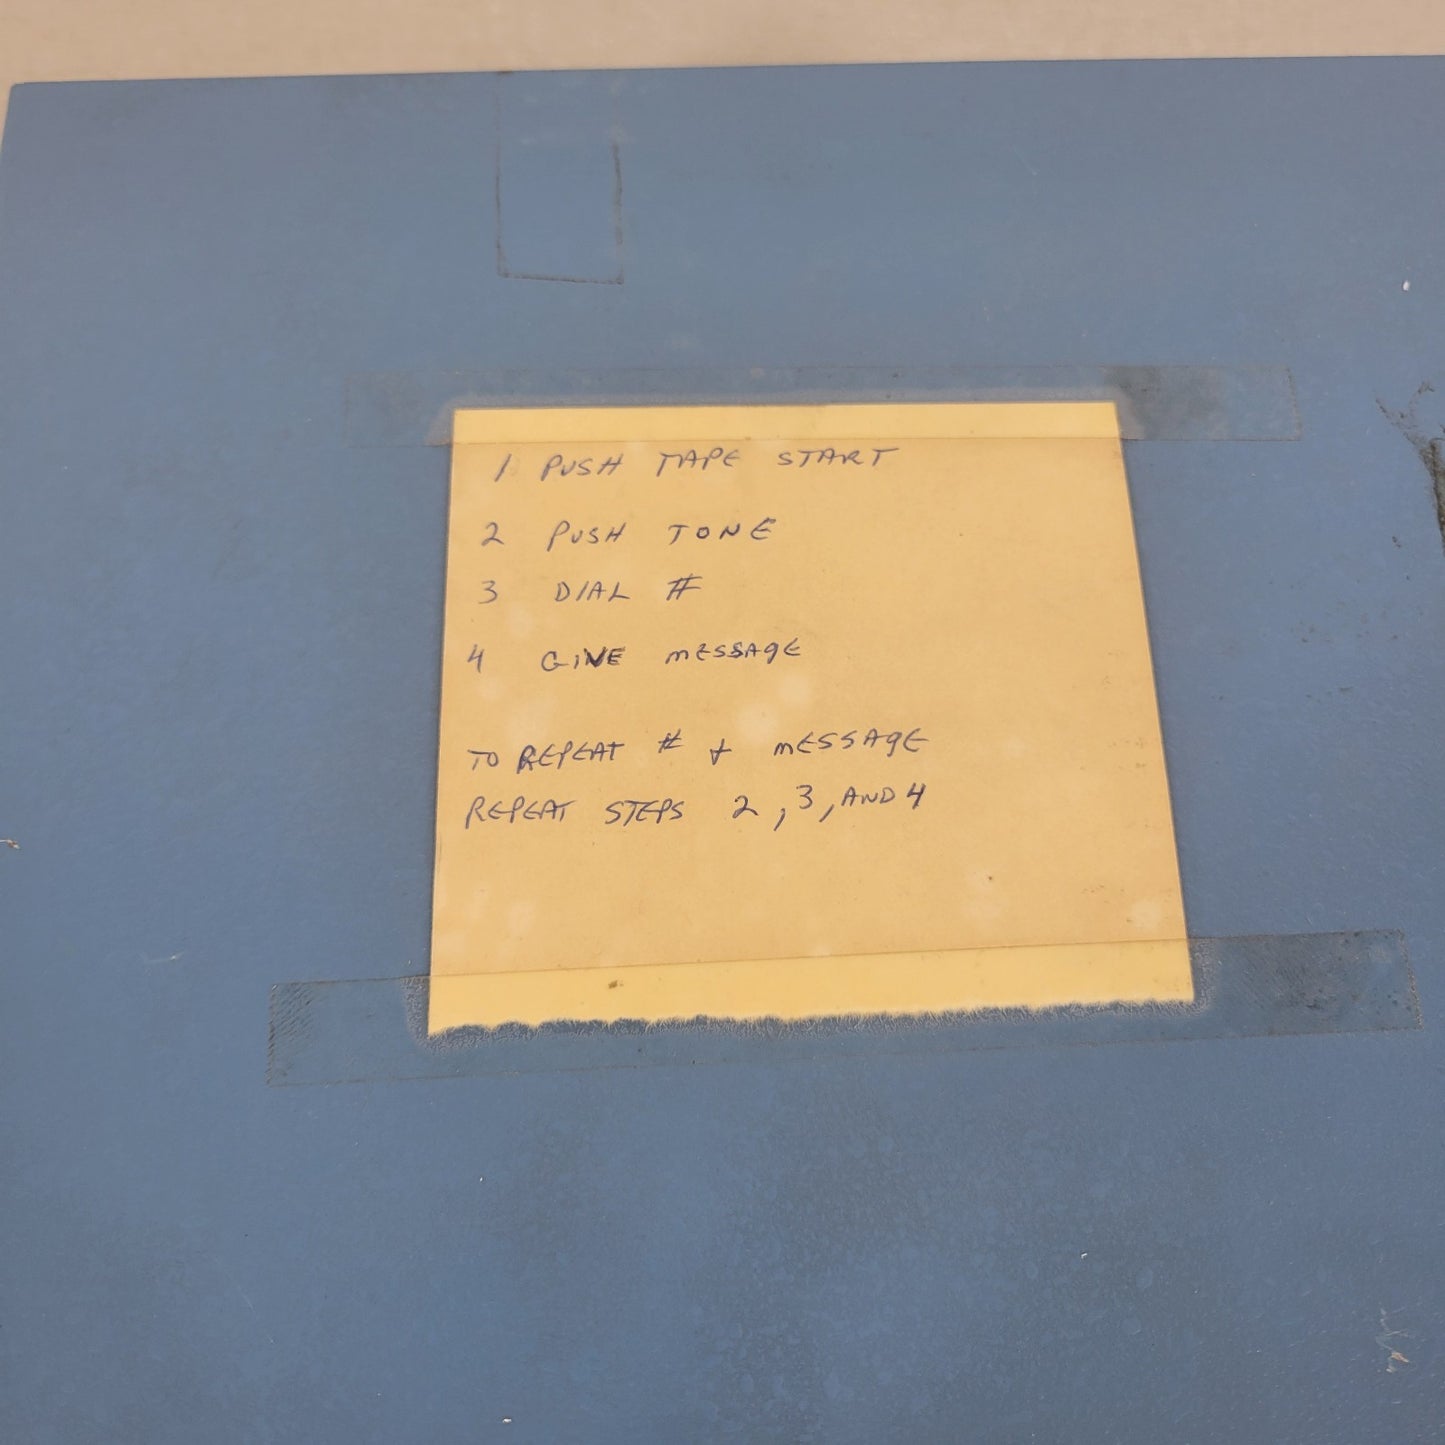 1 PUSH TAPE START
2 PUSH TONE
3 DIAL #
4 GIVE MESSAGE
TO REPEAT # + MESSAGE
REPEAT STEPS 2, 3, AND 4